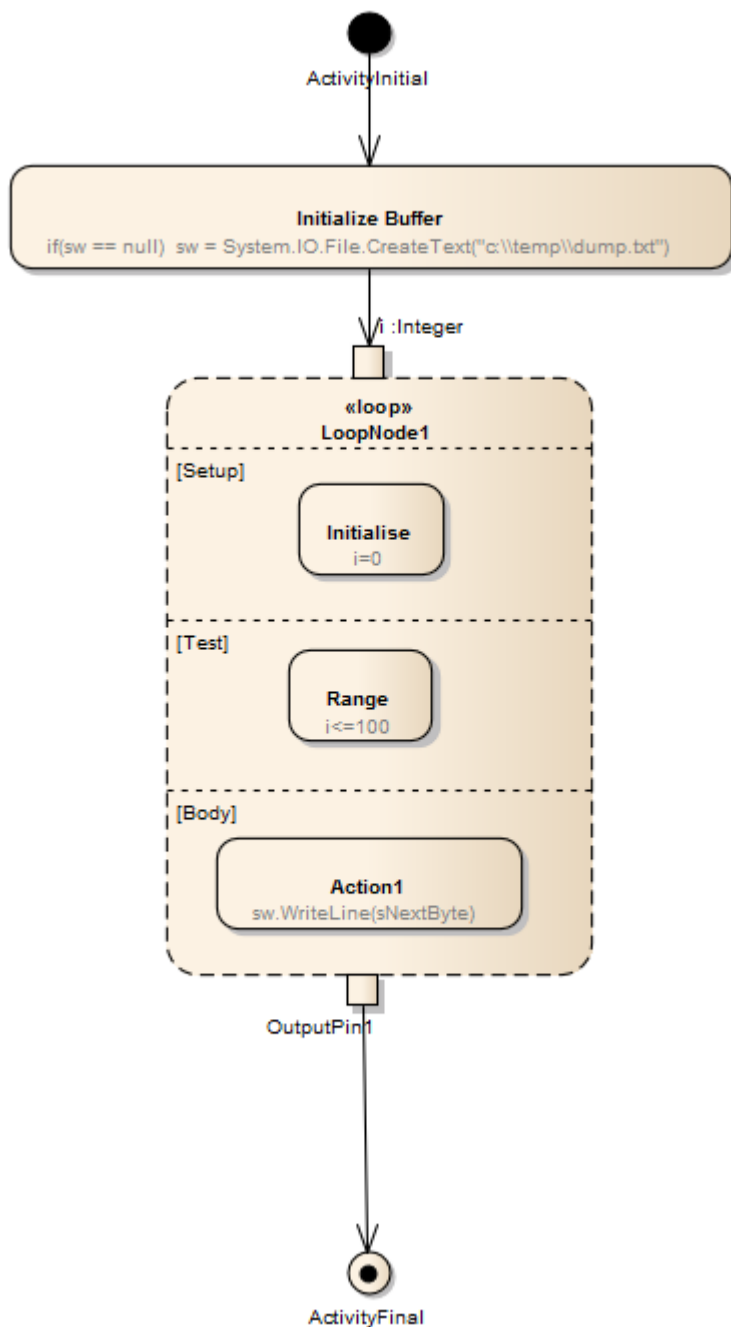 ActivityInitial
Initialize Buffer
if(sw == null)  sw = System.IO.File.CreateText("c:\\temp\\dump.txt")
i :Integer
«loop»
LoopNode1
[Setup]
Initialise
i=0
[Test]
Range
i<=100
[Body]
Action1
sw.WriteLine(sNextByte)
OutputPin1
ActivityFinal